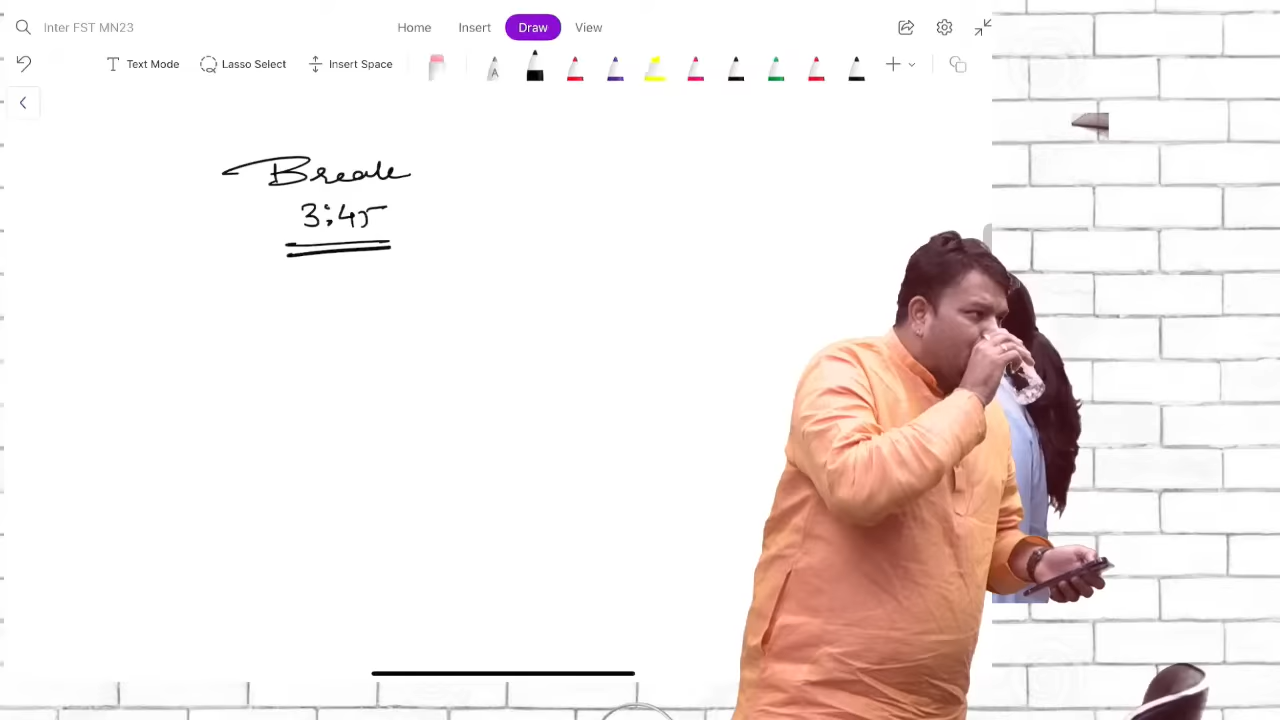 Inter FST MN23
Home Insert Draw View
Text Mode Lasso Select Insert Space
A
Break
3:45